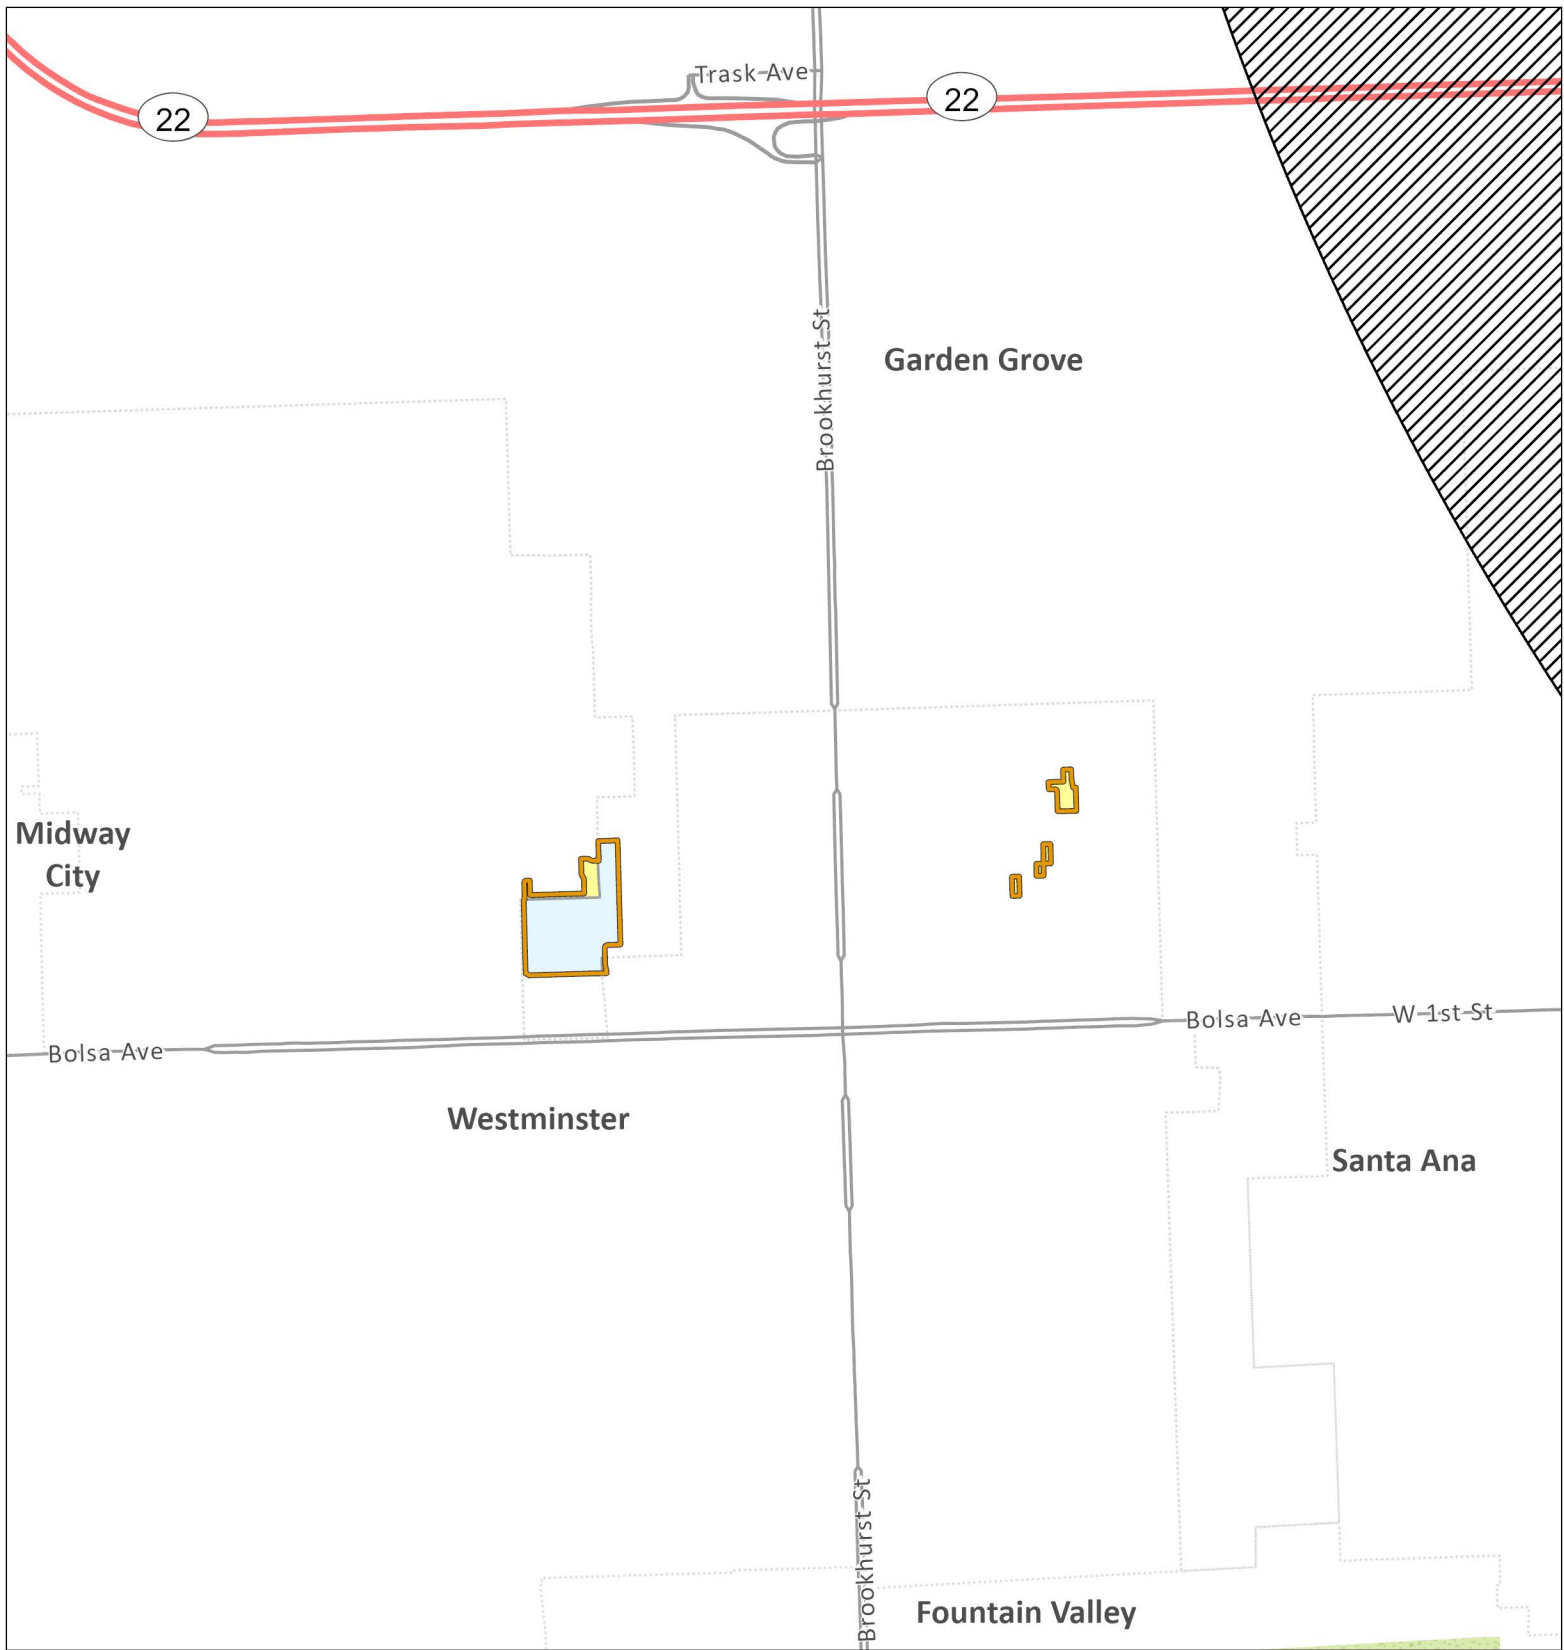 Trask Ave
22
22
Brookhurst St
Garden Grove
Midway
City
Bolsa Ave
W 1st St
Bolsa Ave
Westminster
Santa Ana
Brookhurst St
Fountain Valley